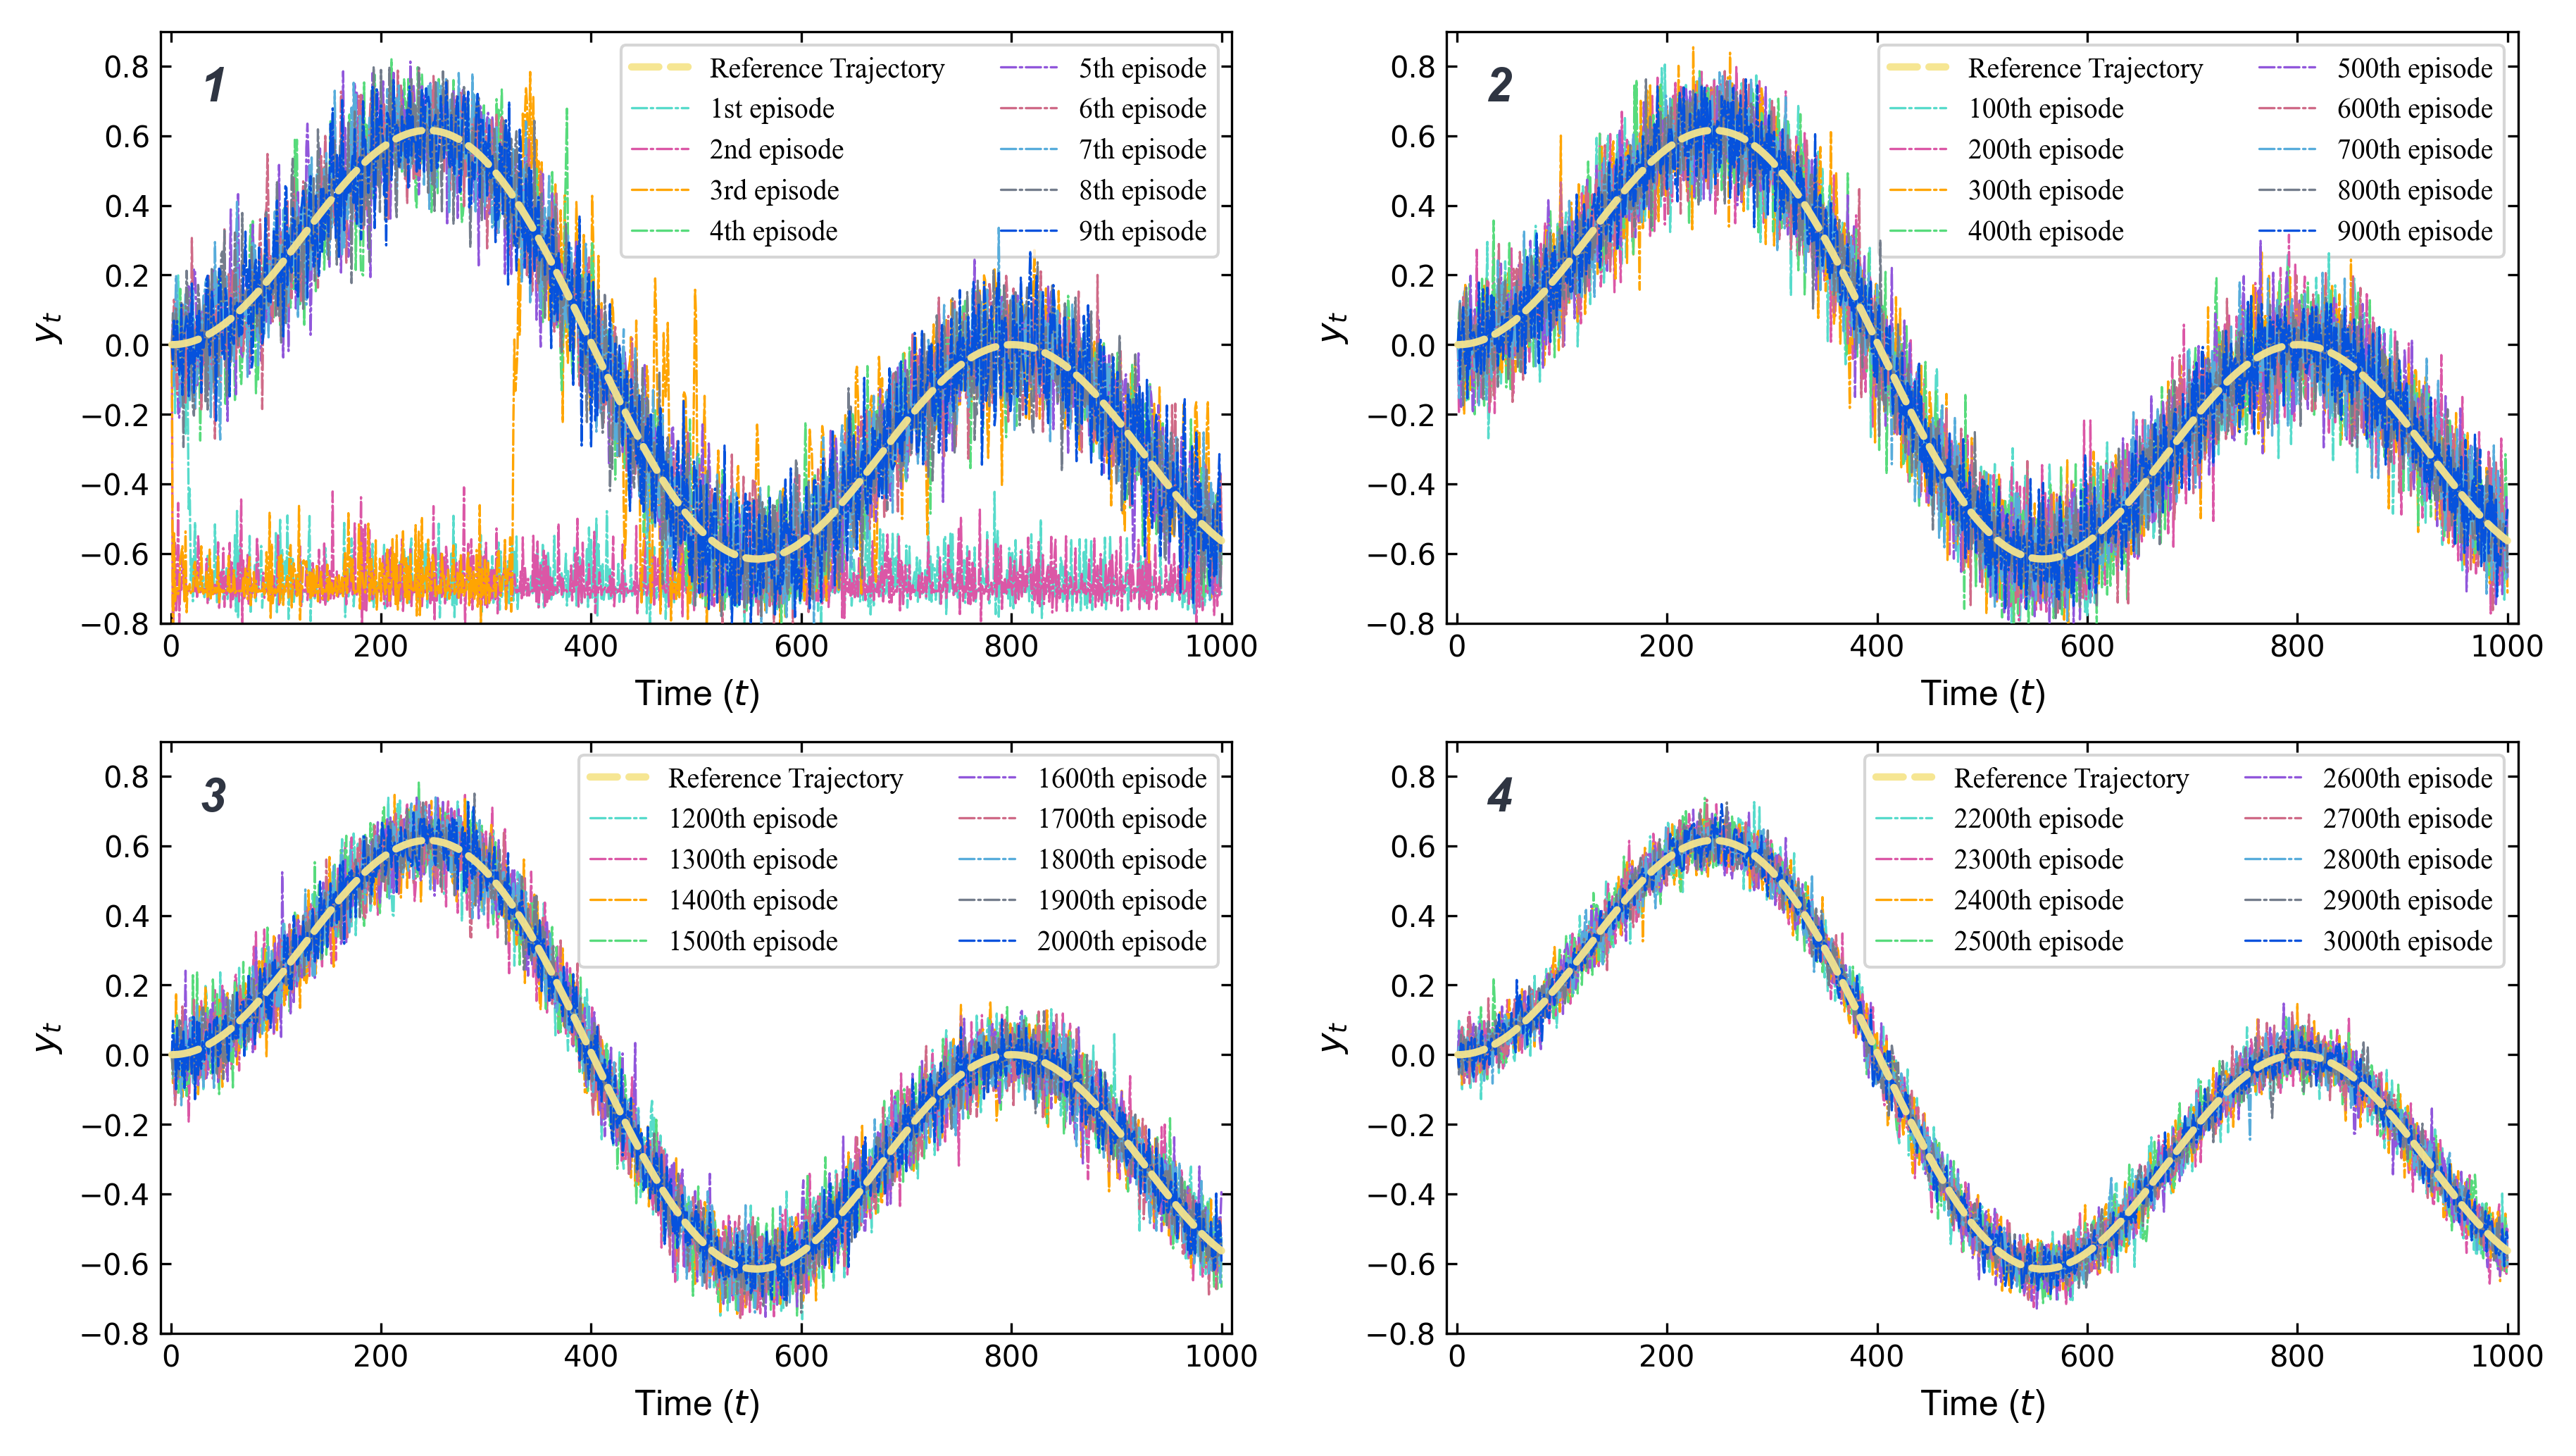 1
Reference Trajectory
1st episode
2nd episode
3rd episode
4th episode
5th episode
6th episode
7th episode
8th episode
9th episode
0.8
0.6
0.4
0.2
0.0
−0.2
−0.4
−0.6
−0.8
y_t
0 200 400 600 800 1000
Time (t)
2
Reference Trajectory
100th episode
200th episode
300th episode
400th episode
500th episode
600th episode
700th episode
800th episode
900th episode
0.8
0.6
0.4
0.2
0.0
−0.2
−0.4
−0.6
−0.8
y_t
0 200 400 600 800 1000
Time (t)
3
Reference Trajectory
1200th episode
1300th episode
1400th episode
1500th episode
1600th episode
1700th episode
1800th episode
1900th episode
2000th episode
0.8
0.6
0.4
0.2
0.0
−0.2
−0.4
−0.6
−0.8
y_t
0 200 400 600 800 1000
Time (t)
4
Reference Trajectory
2200th episode
2300th episode
2400th episode
2500th episode
2600th episode
2700th episode
2800th episode
2900th episode
3000th episode
0.8
0.6
0.4
0.2
0.0
−0.2
−0.4
−0.6
−0.8
y_t
0 200 400 600 800 1000
Time (t)